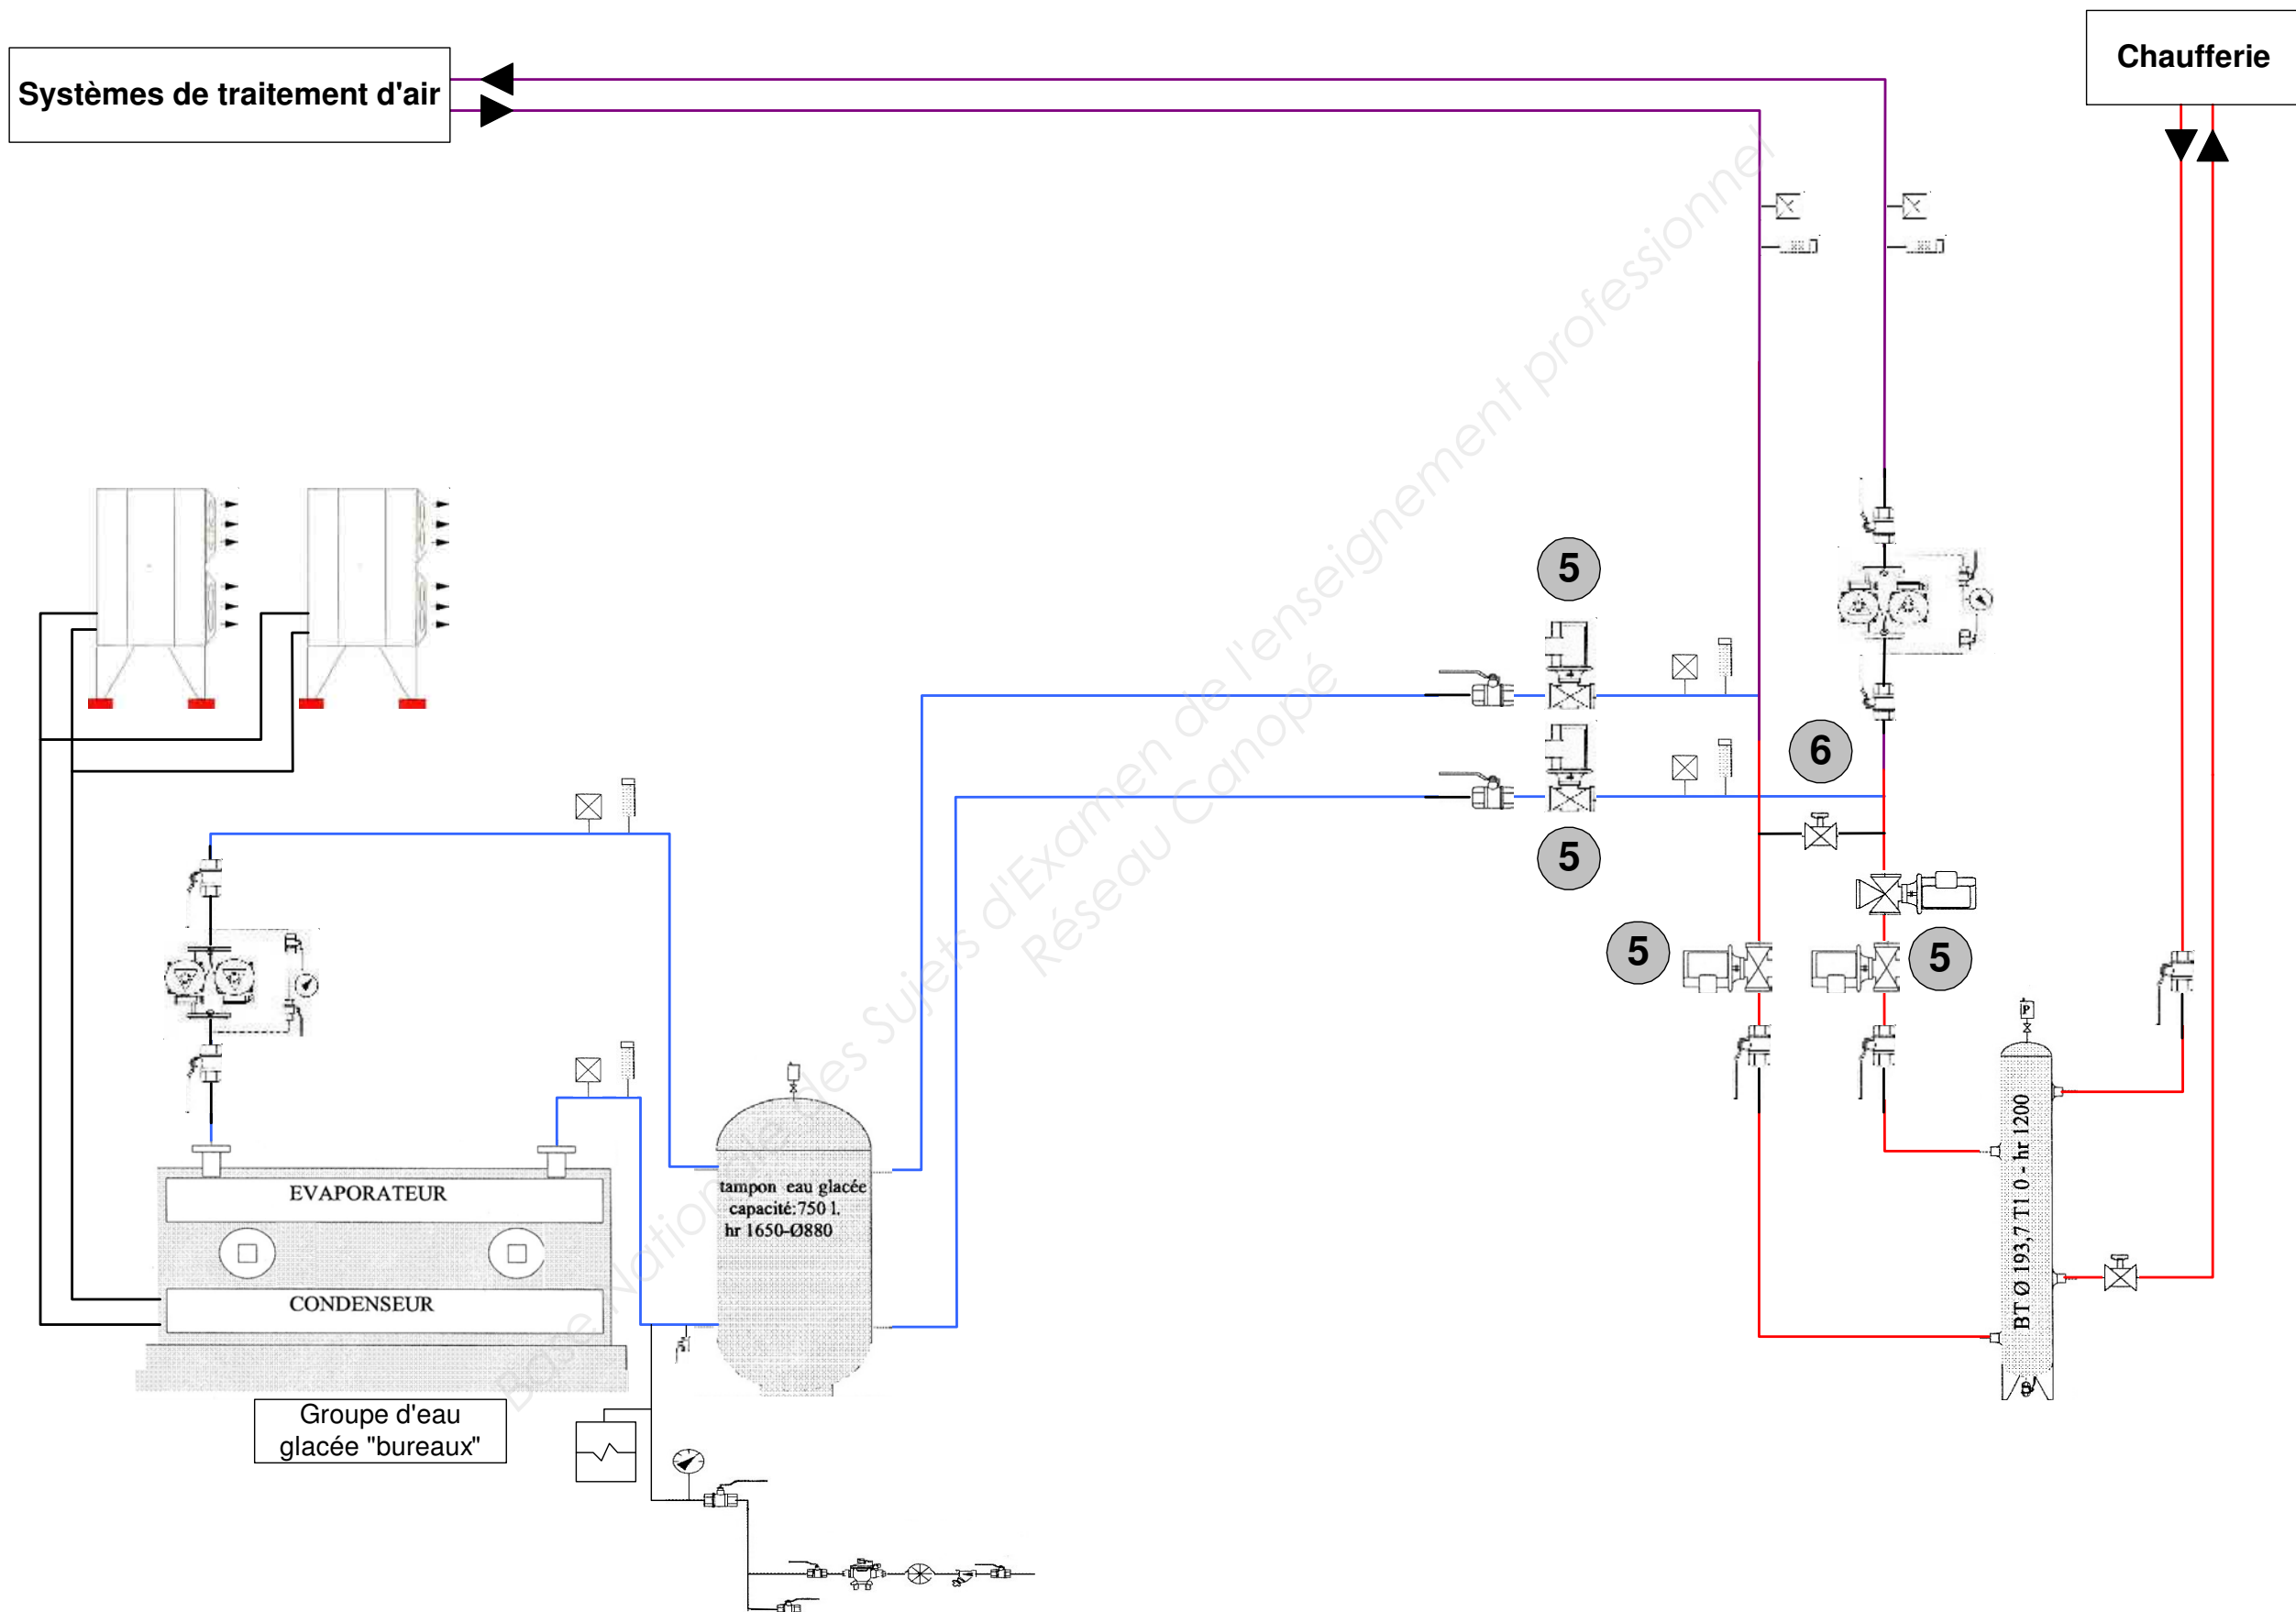 Systèmes de traitement d'air
Chaufferie
5
6
5
5
5
P
EVAPORATEUR
CONDENSEUR
tampon eau glacée
capacité:750 l.
hr 1650-Ø880
BT Ø 193,7 T1 0 - hr 1200
Groupe d'eau
glacée "bureaux"
Base Nationale des Sujets d'Examen de l'enseignement professionnel
Réseau Canopé